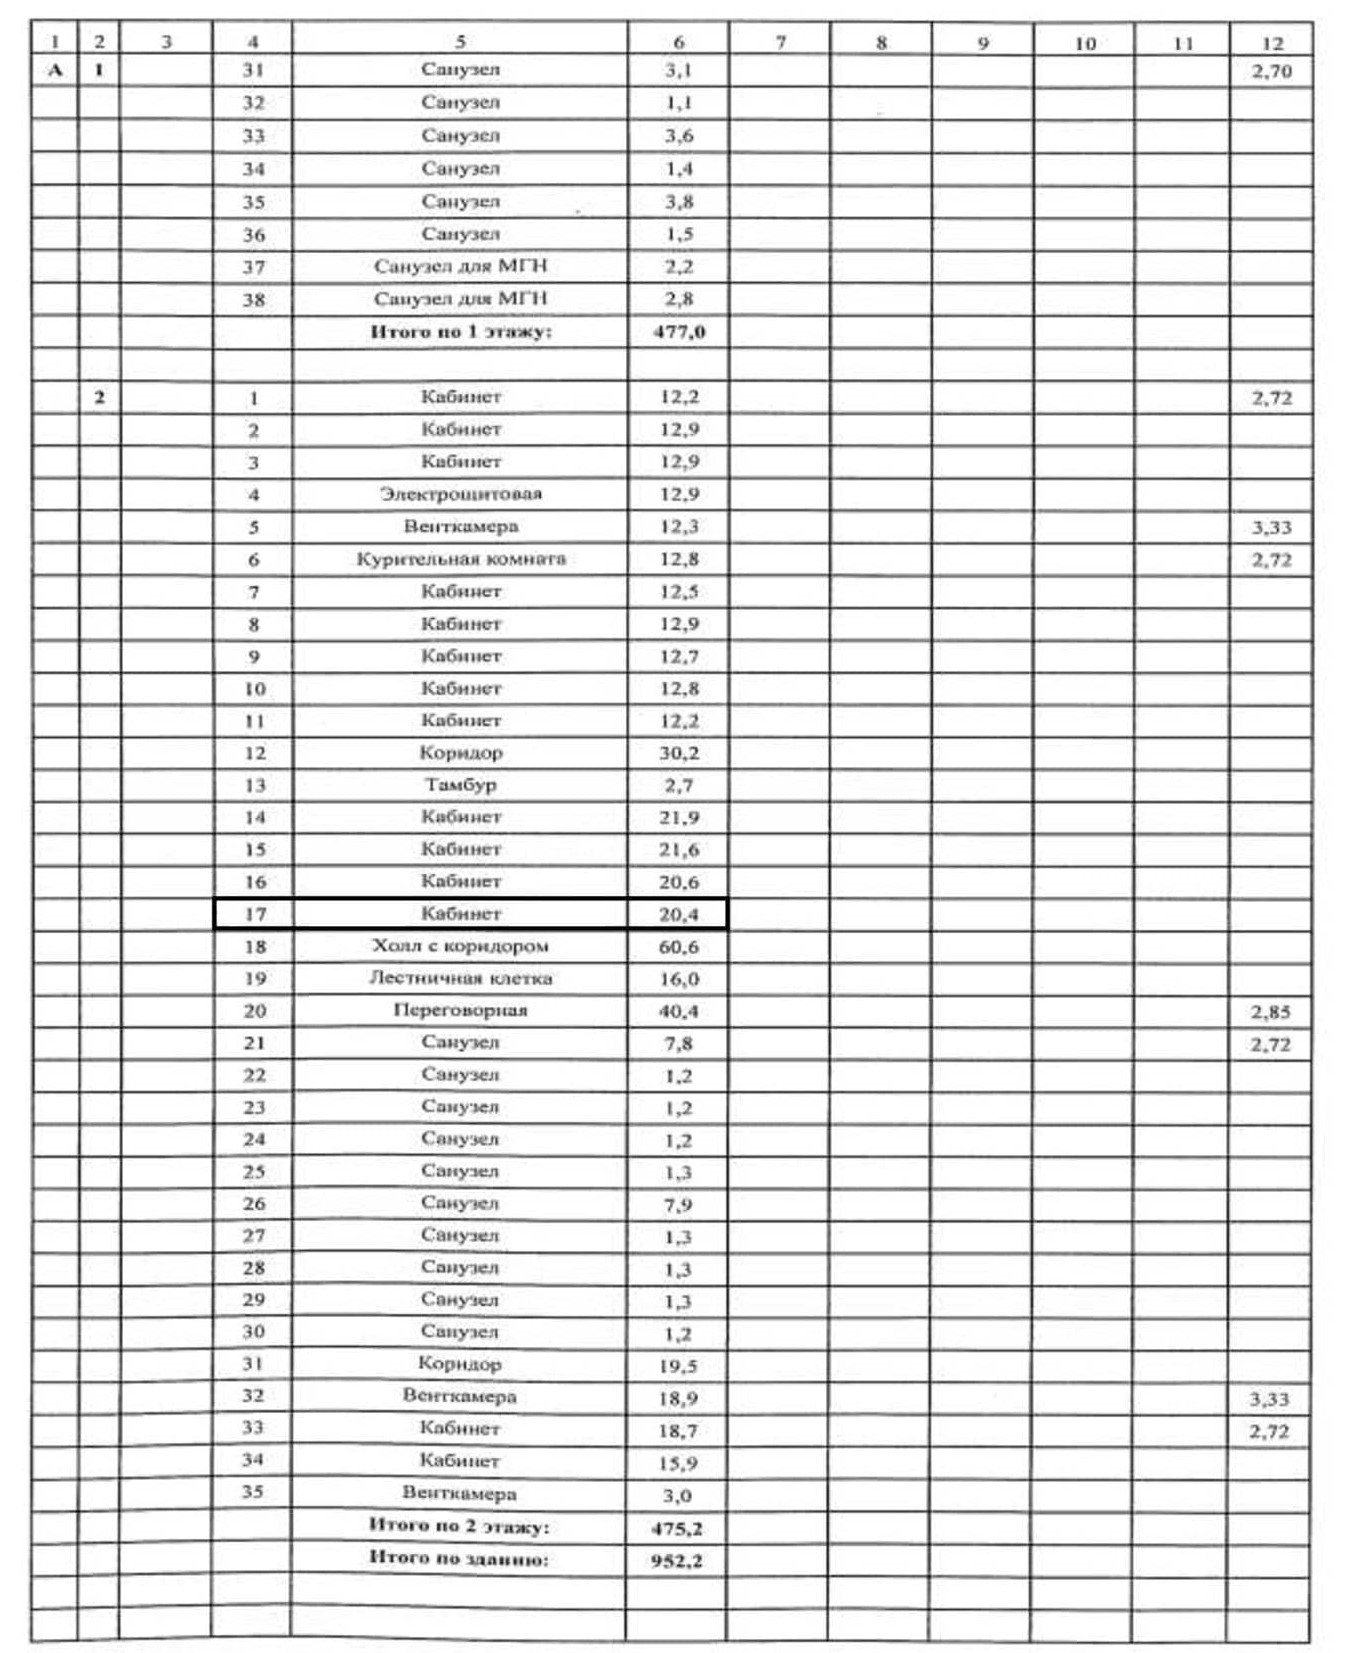 1 2 3 4 5 6 7 8 9 10 11 12
А 1 31 Санузел 3,1 2,70
32 Санузел 1,1
33 Санузел 3,6
34 Санузел 1,4
35 Санузел 3,8
36 Санузел 1,5
37 Санузел для МГН 2,2
38 Санузел для МГН 2,8
Итого по 1 этажу: 477,0
2 1 Кабинет 12,2 2,72
2 Кабинет 12,9
3 Кабинет 12,9
4 Электрощитовая 12,9
5 Венткамера 12,3 3,33
6 Курительная комната 12,8 2,72
7 Кабинет 12,5
8 Кабинет 12,9
9 Кабинет 12,7
10 Кабинет 12,8
11 Кабинет 12,2
12 Коридор 30,2
13 Тамбур 2,7
14 Кабинет 21,9
15 Кабинет 21,6
16 Кабинет 20,6
17 Кабинет 20,4
18 Холл с коридором 60,6
19 Лестничная клетка 16,0
20 Переговорная 40,4 2,85
21 Санузел 7,8 2,72
22 Санузел 1,2
23 Санузел 1,2
24 Санузел 1,2
25 Санузел 1,3
26 Санузел 7,9
27 Санузел 1,3
28 Санузел 1,3
29 Санузел 1,3
30 Санузел 1,2
31 Коридор 19,5
32 Венткамера 18,9 3,33
33 Кабинет 18,7 2,72
34 Кабинет 15,9
35 Венткамера 3,0
Итого по 2 этажу: 475,2
Итого по зданию: 952,2